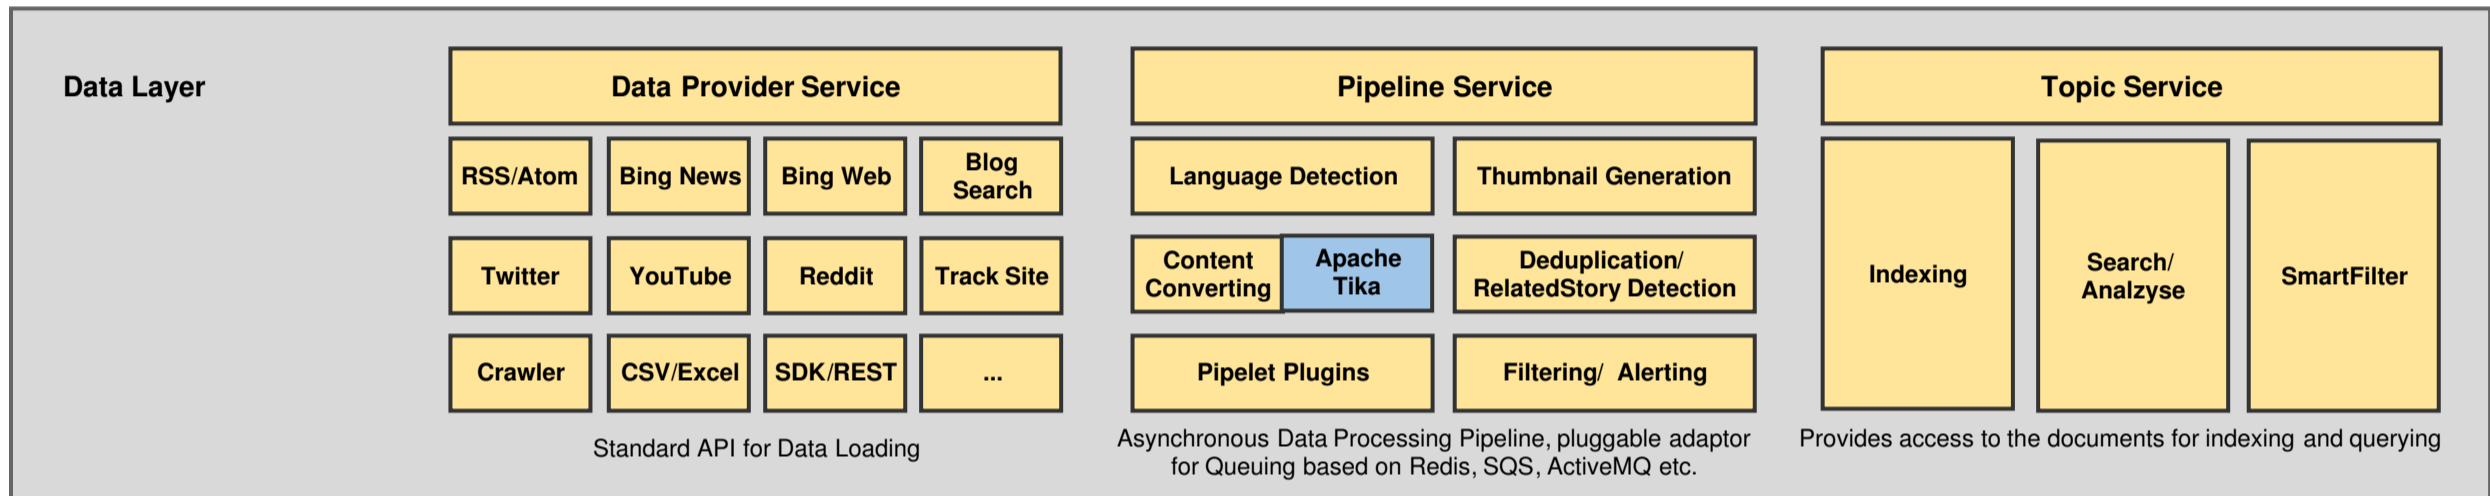 Data Layer
Data Provider Service
RSS/Atom
Bing News
Bing Web
Blog
Search
Twitter
YouTube
Reddit
Track Site
Crawler
CSV/Excel
SDK/REST
...
Standard API for Data Loading
Pipeline Service
Language Detection
Thumbnail Generation
Content
Converting
Apache
Tika
Deduplication/
RelatedStory Detection
Pipelet Plugins
Filtering/ Alerting
Asynchronous Data Processing Pipeline, pluggable adaptor
for Queuing based on Redis, SQS, ActiveMQ etc.
Topic Service
Indexing
Search/
Analzyse
SmartFilter
Provides access to the documents for indexing and querying